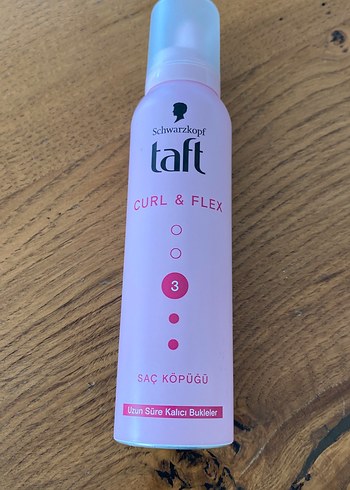 Schwarzkopf
taft
CURL & FLEX
3
SAÇ KÖPÜĞÜ
Uzun Süre Kalıcı Bukleler